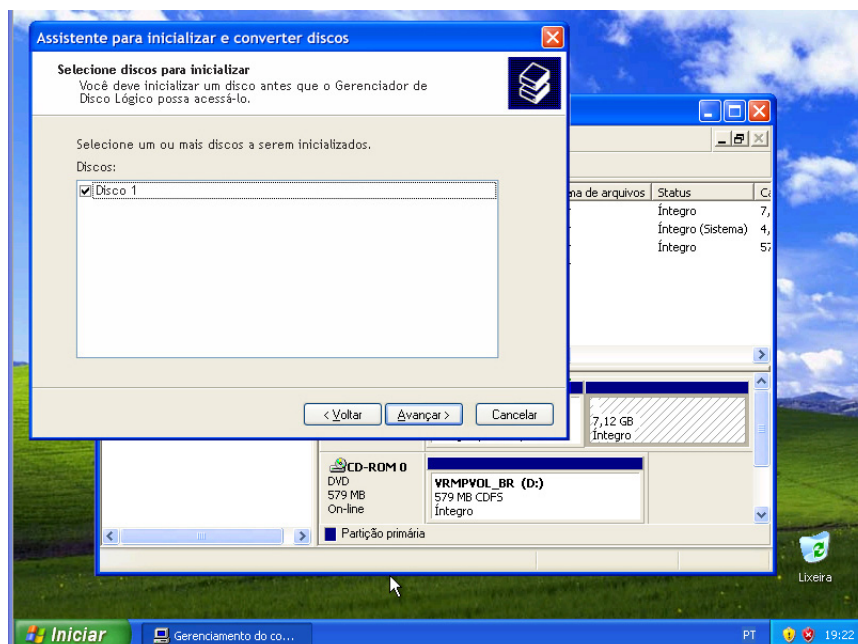 Assistente para inicializar e converter discos
Selecione discos para inicializar
Você deve inicializar um disco antes que o Gerenciador de
Disco Lógico possa acessá-lo.
Selecione um ou mais discos a serem inicializados.
Discos:
Disco 1
< Voltar
Avançar >
Cancelar
ma de arquivos Status
Íntegro 7,
Íntegro (Sistema) 4,
Íntegro 57
7,12 GB
Íntegro
CD-ROM 0
DVD
579 MB
On-line
VRMPVOL_BR (D:)
579 MB CDFS
Íntegro
Partição primária
Lixeira
Iniciar
Gerenciamento do co...
PT
19:22